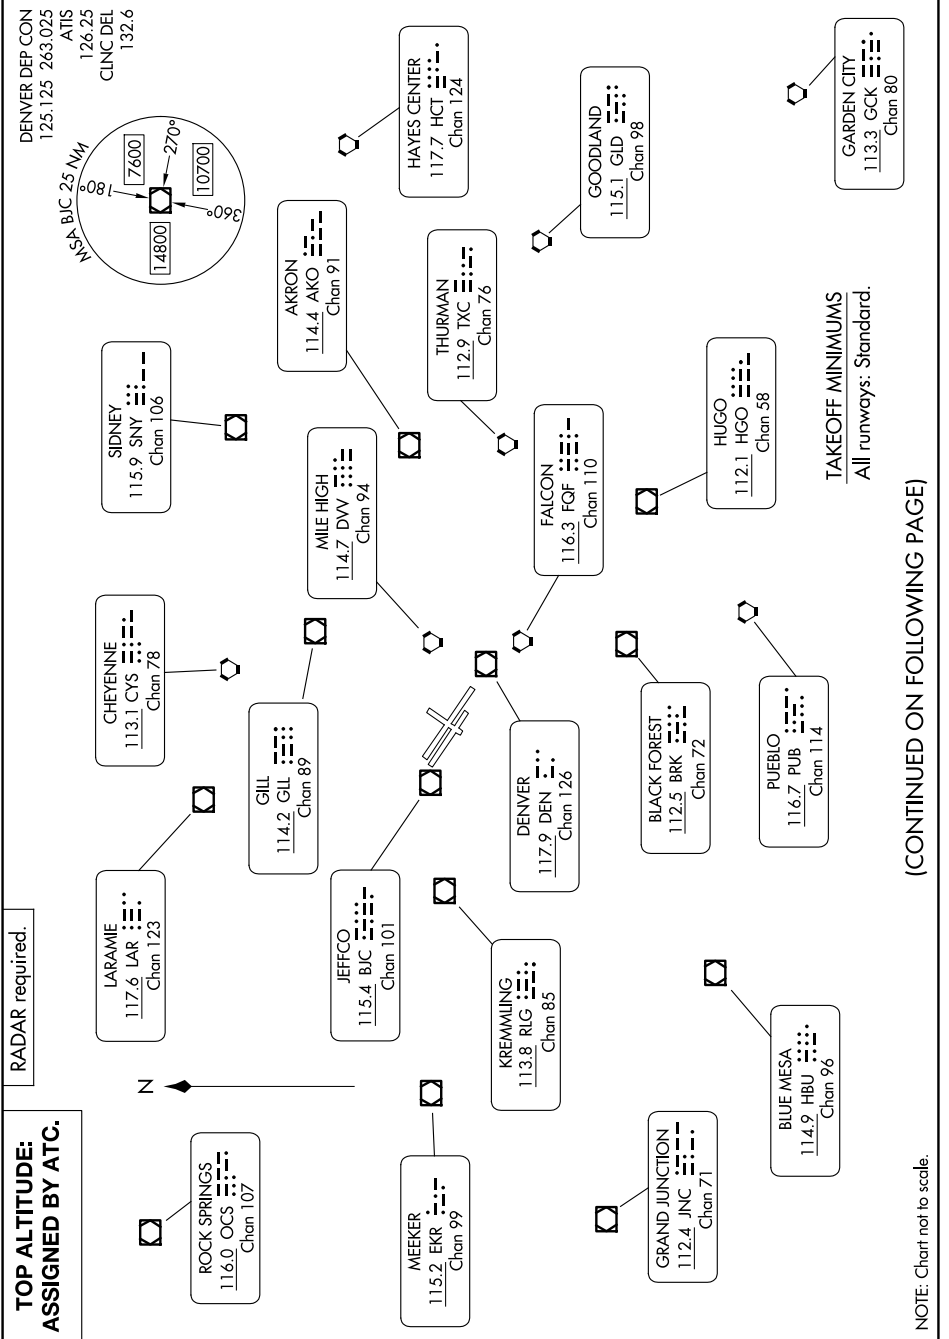 TOP ALTITUDE:
ASSIGNED BY ATC.
RADAR required.
DENVER DEP CON
125.125 263.025
ATIS
126.25
CLNC DEL
132.6
MSA BJC 25 NM
180°
270°
360°
7600
10700
14800
N
ROCK SPRINGS
116.0 OCS
Chan 107
LARAMIE
117.6 LAR
Chan 123
CHEYENNE
113.1 CYS
Chan 78
SIDNEY
115.9 SNY
Chan 106
GILL
114.2 GLL
Chan 89
MILE HIGH
114.7 DVV
Chan 94
AKRON
114.4 AKO
Chan 91
HAYES CENTER
117.7 HCT
Chan 124
MEEKER
115.2 EKR
Chan 99
JEFFCO
115.4 BJC
Chan 101
THURMAN
112.9 TXC
Chan 76
KREMMLING
113.8 RLG
Chan 85
DENVER
117.9 DEN
Chan 126
FALCON
116.3 FQF
Chan 110
GOODLAND
115.1 GLD
Chan 98
GRAND JUNCTION
112.4 JNC
Chan 71
BLACK FOREST
112.5 BRK
Chan 72
HUGO
112.1 HGO
Chan 58
BLUE MESA
114.9 HBU
Chan 96
PUEBLO
116.7 PUB
Chan 114
GARDEN CITY
113.3 GCK
Chan 80
TAKEOFF MINIMUMS
All runways: Standard.
(CONTINUED ON FOLLOWING PAGE)
NOTE: Chart not to scale.